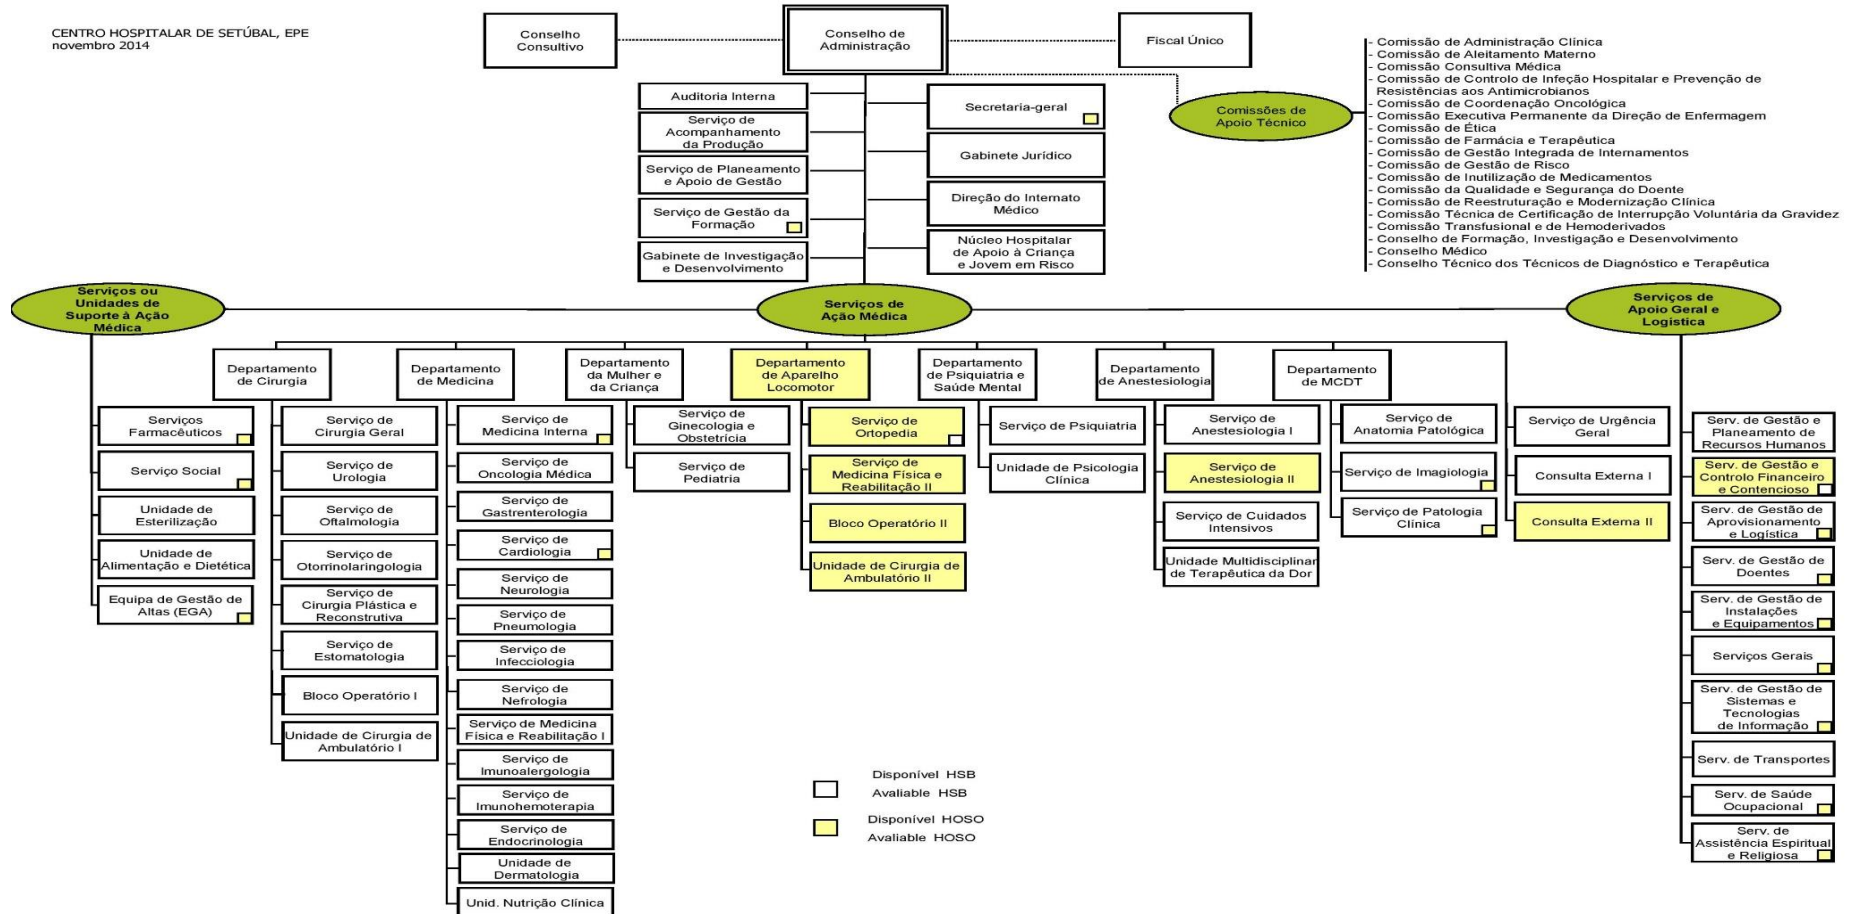 CENTRO HOSPITALAR DE SETÚBAL, EPE
novembro 2014
Conselho
Consultivo
Conselho de
Administração
Fiscal Único
Auditoria Interna
Serviço de
Acompanhamento
da Produção
Serviço de Planeamento
e Apoio de Gestão
Serviço de Gestão da
Formação
Gabinete de Investigação
e Desenvolvimento
Secretaria-geral
Gabinete Jurídico
Direção do Internato
Médico
Núcleo Hospitalar
de Apoio à Criança
e Jovem em Risco
Comissões de
Apoio Técnico
- Comissão de Administração Clínica
- Comissão de Aleitamento Materno
- Comissão Consultiva Médica
- Comissão de Controlo de Infeção Hospitalar e Prevenção de
Resistências aos Antimicrobianos
- Comissão de Coordenação Oncológica
- Comissão Executiva Permanente da Direção de Enfermagem
- Comissão de Ética
- Comissão de Farmácia e Terapêutica
- Comissão de Gestão Integrada de Internamentos
- Comissão de Gestão de Risco
- Comissão de Inutilização de Medicamentos
- Comissão da Qualidade e Segurança do Doente
- Comissão de Reestruturação e Modernização Clínica
- Comissão Técnica de Certificação de Interrupção Voluntária da Gravidez
- Comissão Transfusional e de Hemoderivados
- Conselho de Formação, Investigação e Desenvolvimento
- Conselho Médico
- Conselho Técnico dos Técnicos de Diagnóstico e Terapêutica
Serviços ou
Unidades de
Suporte à Ação
Médica
Serviços de
Ação Médica
Serviços de
Apoio Geral e
Logística
Serviços
Farmacêuticos
Serviço Social
Unidade de
Esterilização
Unidade de
Alimentação e Dietética
Equipa de Gestão de
Altas (EGA)
Departamento
de Cirurgia
Serviço de
Cirurgia Geral
Serviço de
Urologia
Serviço de
Oftalmologia
Serviço de
Otorrinolaringologia
Serviço de
Cirurgia Plástica e
Reconstrutiva
Serviço de
Estomatologia
Bloco Operatório I
Unidade de Cirurgia de
Ambulatório I
Departamento
de Medicina
Serviço de
Medicina Interna
Serviço de
Oncologia Médica
Serviço de
Gastrenterologia
Serviço de
Cardiologia
Serviço de
Neurologia
Serviço de
Pneumologia
Serviço de
Infecciologia
Serviço de
Nefrologia
Serviço de Medicina
Física e Reabilitação I
Serviço de
Imunoalergologia
Serviço de
Imunohemoterapia
Serviço de
Endocrinologia
Unidade de
Dermatologia
Unid. Nutrição Clínica
Departamento
da Mulher e
da Criança
Serviço de
Ginecologia e
Obstetrícia
Serviço de
Pediatria
Departamento
de Aparelho
Locomotor
Serviço de
Ortopedia
Serviço de
Medicina Física e
Reabilitação II
Bloco Operatório II
Unidade de Cirurgia de
Ambulatório II
Departamento
de Psiquiatria e
Saúde Mental
Serviço de Psiquiatria
Unidade de Psicologia
Clínica
Departamento
de Anestesiologia
Serviço de
Anestesiologia I
Serviço de
Anestesiologia II
Serviço de Cuidados
Intensivos
Unidade Multidisciplinar
de Terapêutica da Dor
Departamento
de MCDT
Serviço de
Anatomia Patológica
Serviço de Imagiologia
Serviço de Patologia
Clínica
Serviço de Urgência
Geral
Consulta Externa I
Consulta Externa II
Serv. de Gestão e
Planeamento de
Recursos Humanos
Serv. de Gestão e
Controlo Financeiro
e Contencioso
Serv. de Gestão de
Aprovisionamento
e Logística
Serv. de Gestão de
Doentes
Serv. de Gestão de
Instalações
e Equipamentos
Serviços Gerais
Serv. de Gestão de
Sistemas e
Tecnologias
de Informação
Serv. de Transportes
Serv. de Saúde
Ocupacional
Serv. de
Assistência Espiritual
e Religiosa
Disponível HSB
Avaliable HSB
Disponível HOSO
Avaliable HOSO